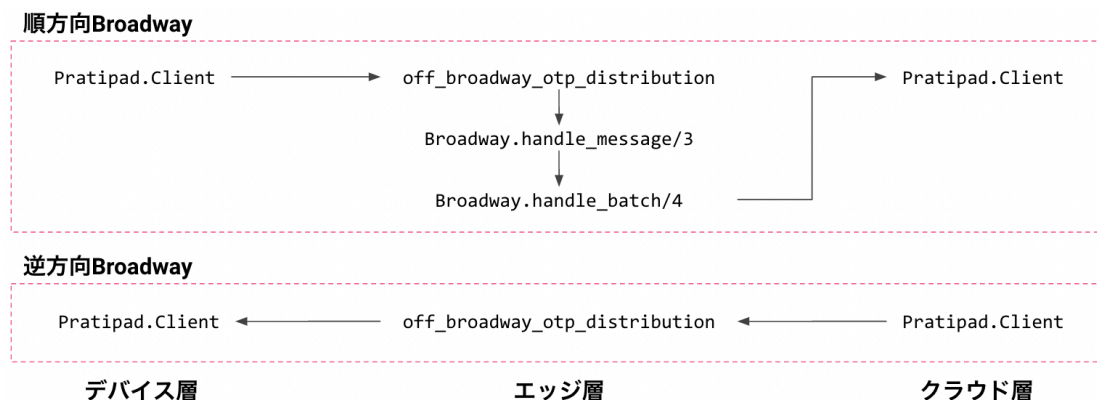 順方向Broadway
Pratipad.Client off_broadway_otp_distribution Pratipad.Client
Broadway.handle_message/3
Broadway.handle_batch/4
逆方向Broadway
Pratipad.Client off_broadway_otp_distribution Pratipad.Client
デバイス層 エッジ層 クラウド層